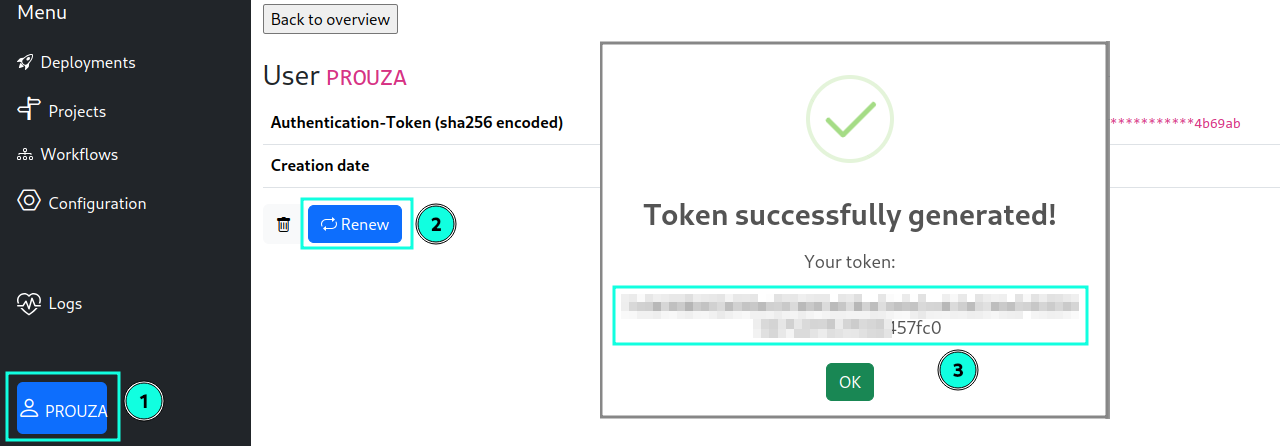 Menu
Deployments
Projects
Workflows
Configuration
Logs
PROUZA
1
Back to overview
User PROUZA
Authentication-Token (sha256 encoded)
***********4b69ab
Creation date
Renew
2
Token successfully generated!
Your token:
457fc0
OK
3